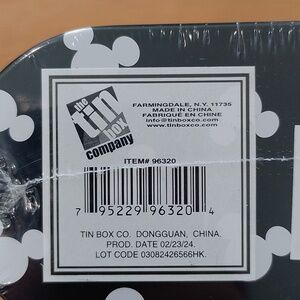 the
tin
box
company
FARMINGDALE, N.Y. 11735
MADE IN CHINA
FABRIQUÉ EN CHINE
info@tinboxco.com
www.tinboxco.com
ITEM# 96320
7 95229 96320 4
TIN BOX CO. DONGGUAN, CHINA.
PROD. DATE 02/23/24.
LOT CODE 03082426566HK.